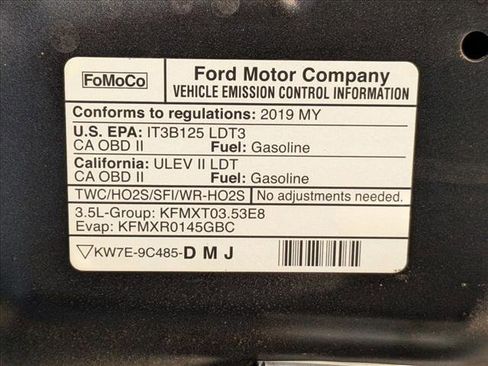 FoMoCo
Ford Motor Company
VEHICLE EMISSION CONTROL INFORMATION
Conforms to regulations: 2019 MY
U.S. EPA: IT3B125 LDT3
CA OBD II Fuel: Gasoline
California: ULEV II LDT
CA OBD II Fuel: Gasoline
TWC/HO2S/SFI/WR-HO2S No adjustments needed.
3.5L-Group: KFMXT03.53E8
Evap: KFMXR0145GBC
KW7E-9C485-D M J